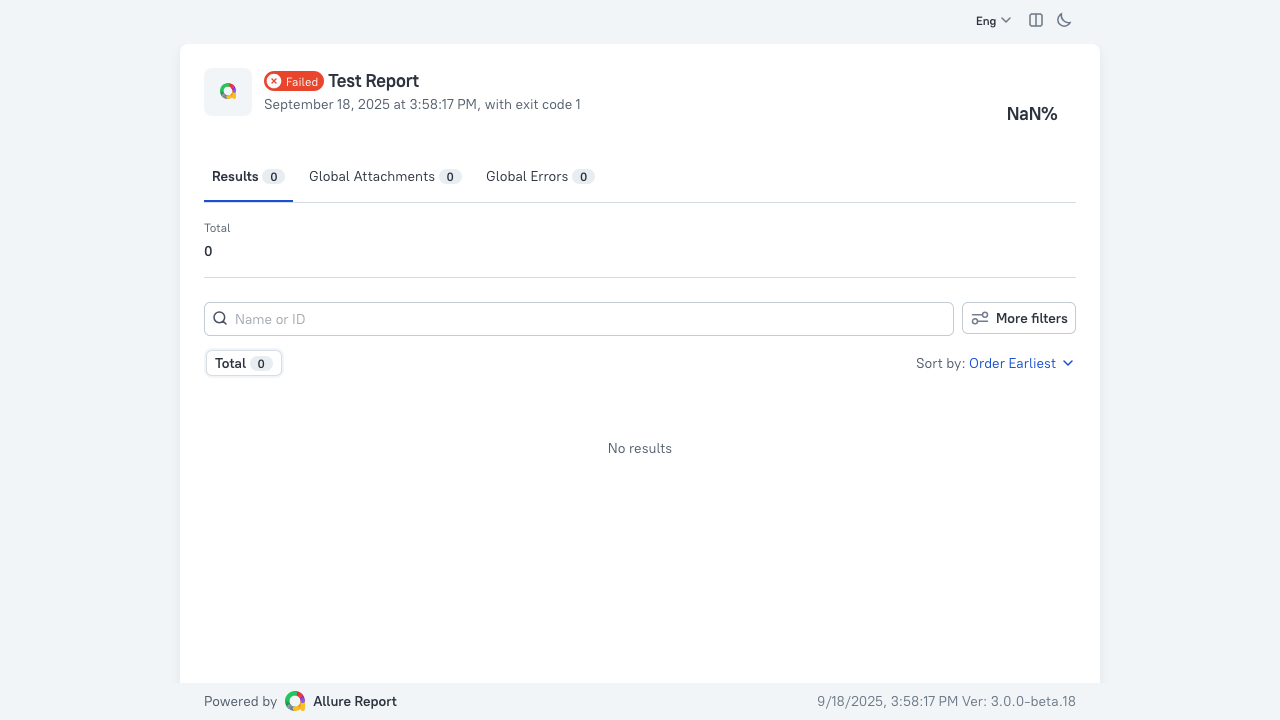 Eng
Failed Test Report
September 18, 2025 at 3:58:17 PM, with exit code 1
NaN%
Results 0 Global Attachments 0 Global Errors 0
Total
0
Name or ID More filters
Total 0 Sort by: Order Earliest
No results
Powered by Allure Report 9/18/2025, 3:58:17 PM Ver: 3.0.0-beta.18